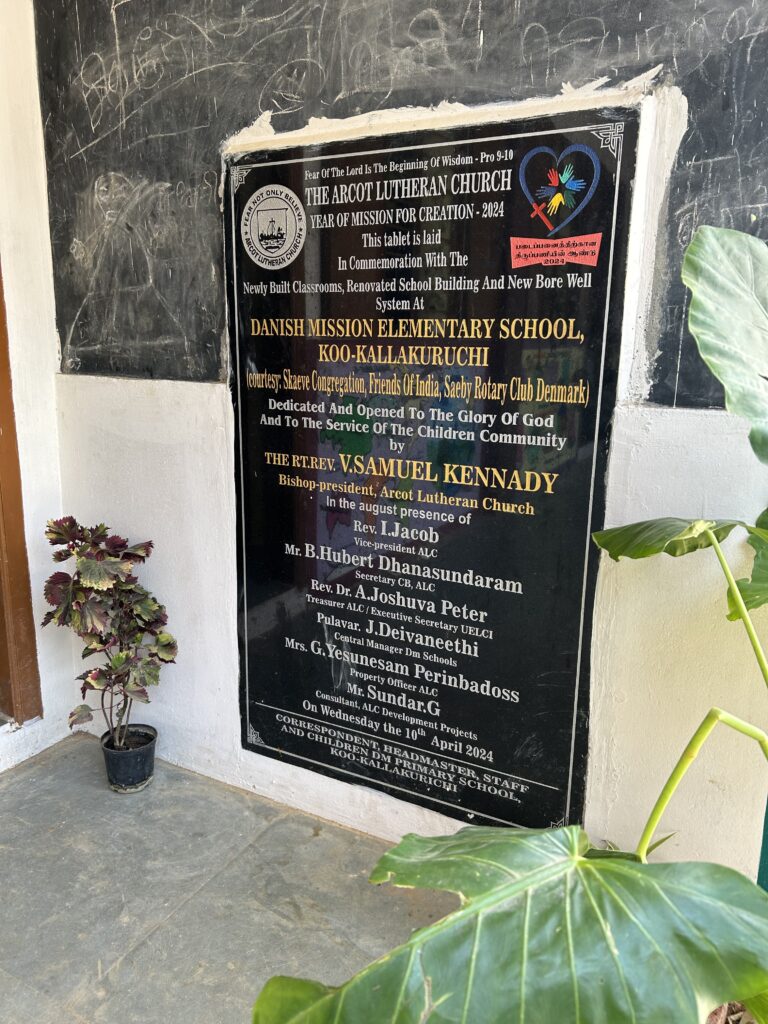 Fear Of The Lord Is The Beginning Of Wisdom - Pro 9-10
THE ARCOT LUTHERAN CHURCH
YEAR OF MISSION FOR CREATION - 2024
FEAR NOT ONLY BELIEVE
ARCOT LUTHERAN CHURCH
படைப்பனைத்திற்கான
திருப்பணியின் ஆண்டு
2024
This tablet is laid
In Commemoration With The
Newly Built Classrooms, Renovated School Building And New Bore Well
System At
DANISH MISSION ELEMENTARY SCHOOL,
KOO-KALLAKURUCHI
(courtesy: Skaeve Congregation, Friends Of India, Saeby Rotary Club Denmark)
Dedicated And Opened To The Glory Of God
And To The Service Of The Children Community
by
THE RT.REV. V.SAMUEL KENNADY
Bishop-president, Arcot Lutheran Church
In the august presence of
Rev. I.Jacob
Vice-president ALC
Mr. B.Hubert Dhanasundaram
Secretary CB, ALC
Rev. Dr. A.Joshuva Peter
Treasurer ALC / Executive Secretary UELCI
Pulavar. J.Deivaneethi
Central Manager Dm Schools
Mrs. G.Yesunesam Perinbadoss
Property Officer ALC
Mr. Sundar.G
Consultant, ALC Development Projects
On Wednesday the 10th April 2024
CORRESPONDENT, HEADMASTER, STAFF
AND CHILDREN DM PRIMARY SCHOOL,
KOO-KALLAKURICHI